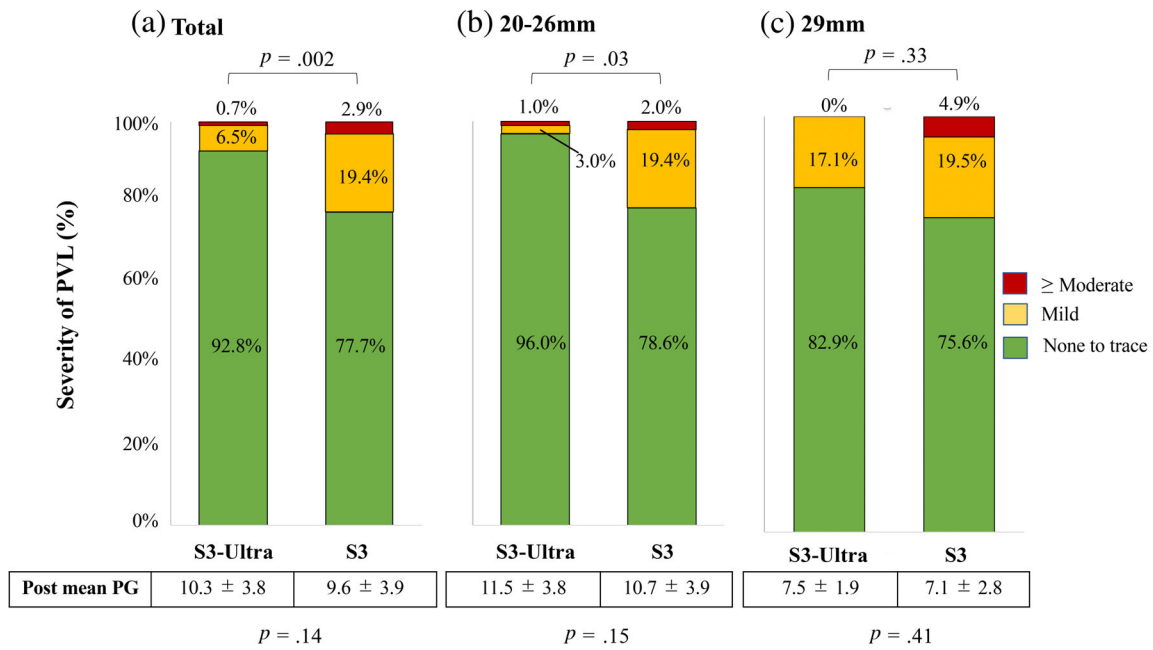 (a) Total
(b) 20-26mm
(c) 29mm
p = .002
p = .03
p = .33
0.7%
2.9%
1.0%
2.0%
0%
4.9%
Severity of PVL (%)
100%
80%
60%
40%
20%
0%
6.5%
19.4%
3.0%
19.4%
17.1%
19.5%
92.8%
77.7%
96.0%
78.6%
82.9%
75.6%
≥ Moderate
Mild
None to trace
S3-Ultra S3
S3-Ultra S3
S3-Ultra S3
Post mean PG 10.3 ± 3.8 9.6 ± 3.9 11.5 ± 3.8 10.7 ± 3.9 7.5 ± 1.9 7.1 ± 2.8
p = .14
p = .15
p = .41